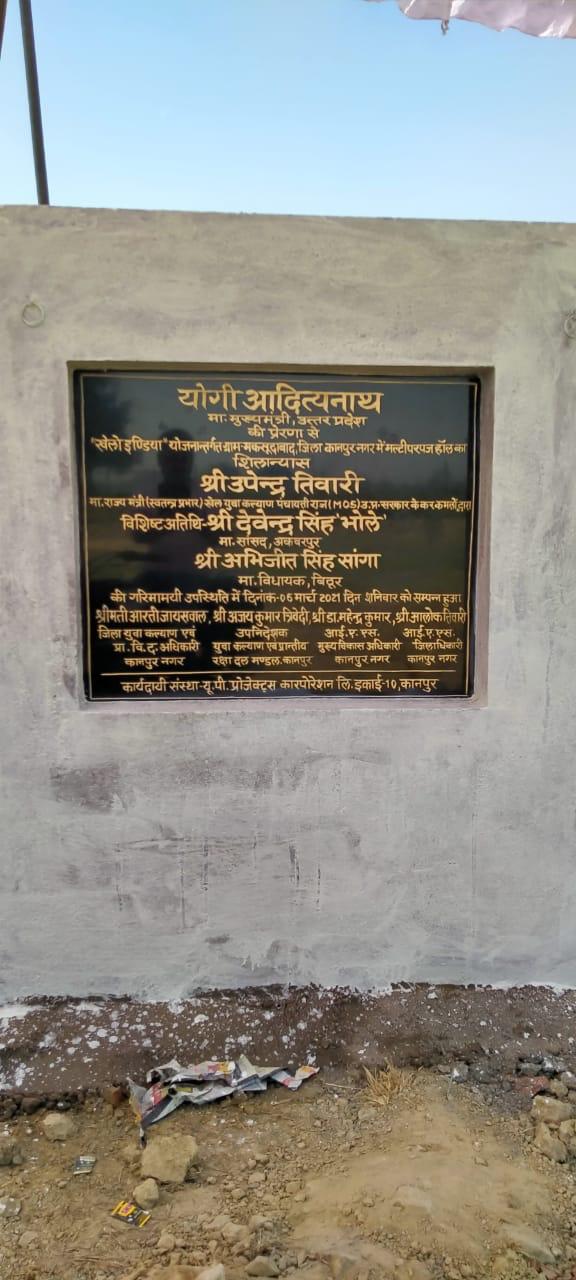 योगी आदित्यनाथ
मा. मुख्यमंत्री, उत्तर प्रदेश
की प्रेरणा से
"खेलो इण्डिया" योजनान्तर्गत ग्राम-मकसूदाबाद, जिला कानपुर नगर में मल्टीपरपज हॉल का
शिलान्यास
श्री उपेन्द्र तिवारी
मा. राज्य मंत्री (स्वतन्त्र प्रभार) खेल युवा कल्याण पंचायती राज (MOS) उ.प्र. सरकार के कर कमलों द्वारा
विशिष्ट अतिथि-श्री देवेन्द्र सिंह 'भोले'
मा. सांसद, अकबरपुर
श्री अभिजीत सिंह सांगा
मा. विधायक, बिठूर
की गरिमामयी उपस्थिति में दिनांक-06 मार्च 2021 दिन शनिवार को सम्पन्न हुआ
श्रीमती आरती जायसवाल, श्री अजय कुमार त्रिवेदी, श्री डा. महेन्द्र कुमार, श्री आलोक तिवारी
जिला युवा कल्याण एवं उपनिदेशक आई.ए.एस. आई.ए.एस.
प्रा. वि. द. अधिकारी युवा कल्याण एवं प्रान्तीय मुख्य विकास अधिकारी जिलाधिकारी
कानपुर नगर रक्षा दल मण्डल. कानपुर कानपुर नगर कानपुर नगर
कार्यदायी संस्था-यू.पी. प्रोजेक्ट्स कारपोरेशन लि. इकाई-10, कानपुर